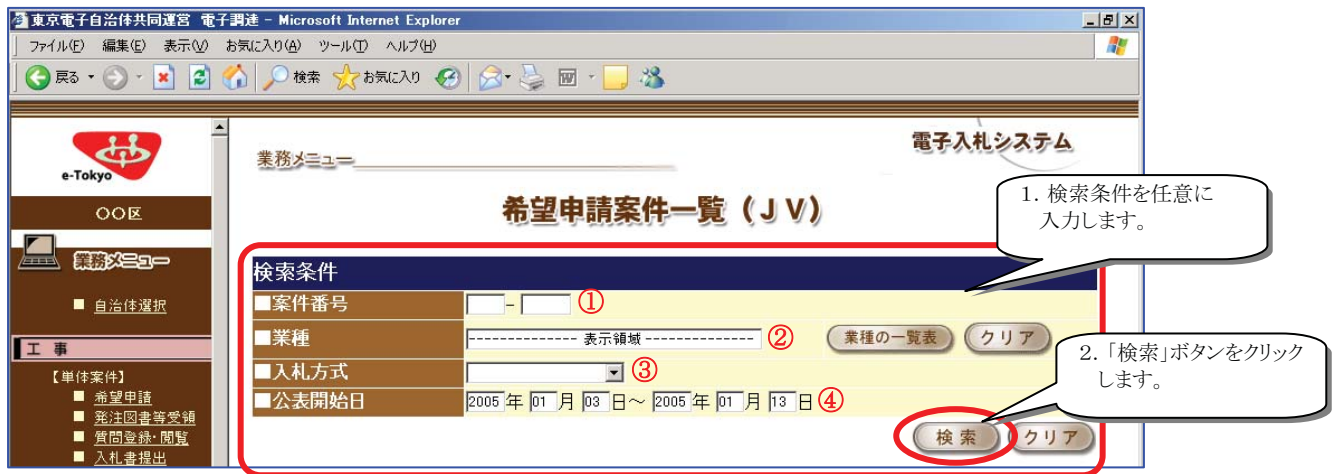 東京電子自治体共同運営 電子調達 - Microsoft Internet Explorer
ファイル(F) 編集(E) 表示(V) お気に入り(A) ツール(T) ヘルプ(H)
戻る 検索 お気に入り
e-Tokyo
業務メニュー
電子入札システム
〇〇区
希望申請案件一覧(JV)
1. 検索条件を任意に
入力します。
業務メニュー
■ 自治体選択
工 事
【単体案件】
■ 希望申請
■ 発注図書等受領
■ 質問登録・閲覧
■ 入札書提出
検索条件
■案件番号 - ①
■業種 -------------- 表示領域 -------------- ② 業種の一覧表 クリア
■入札方式 ③
■公表開始日 2005 年 01 月 03 日～ 2005 年 01 月 13 日 ④
検 索 クリア
2. 「検索」ボタンをクリック
します。